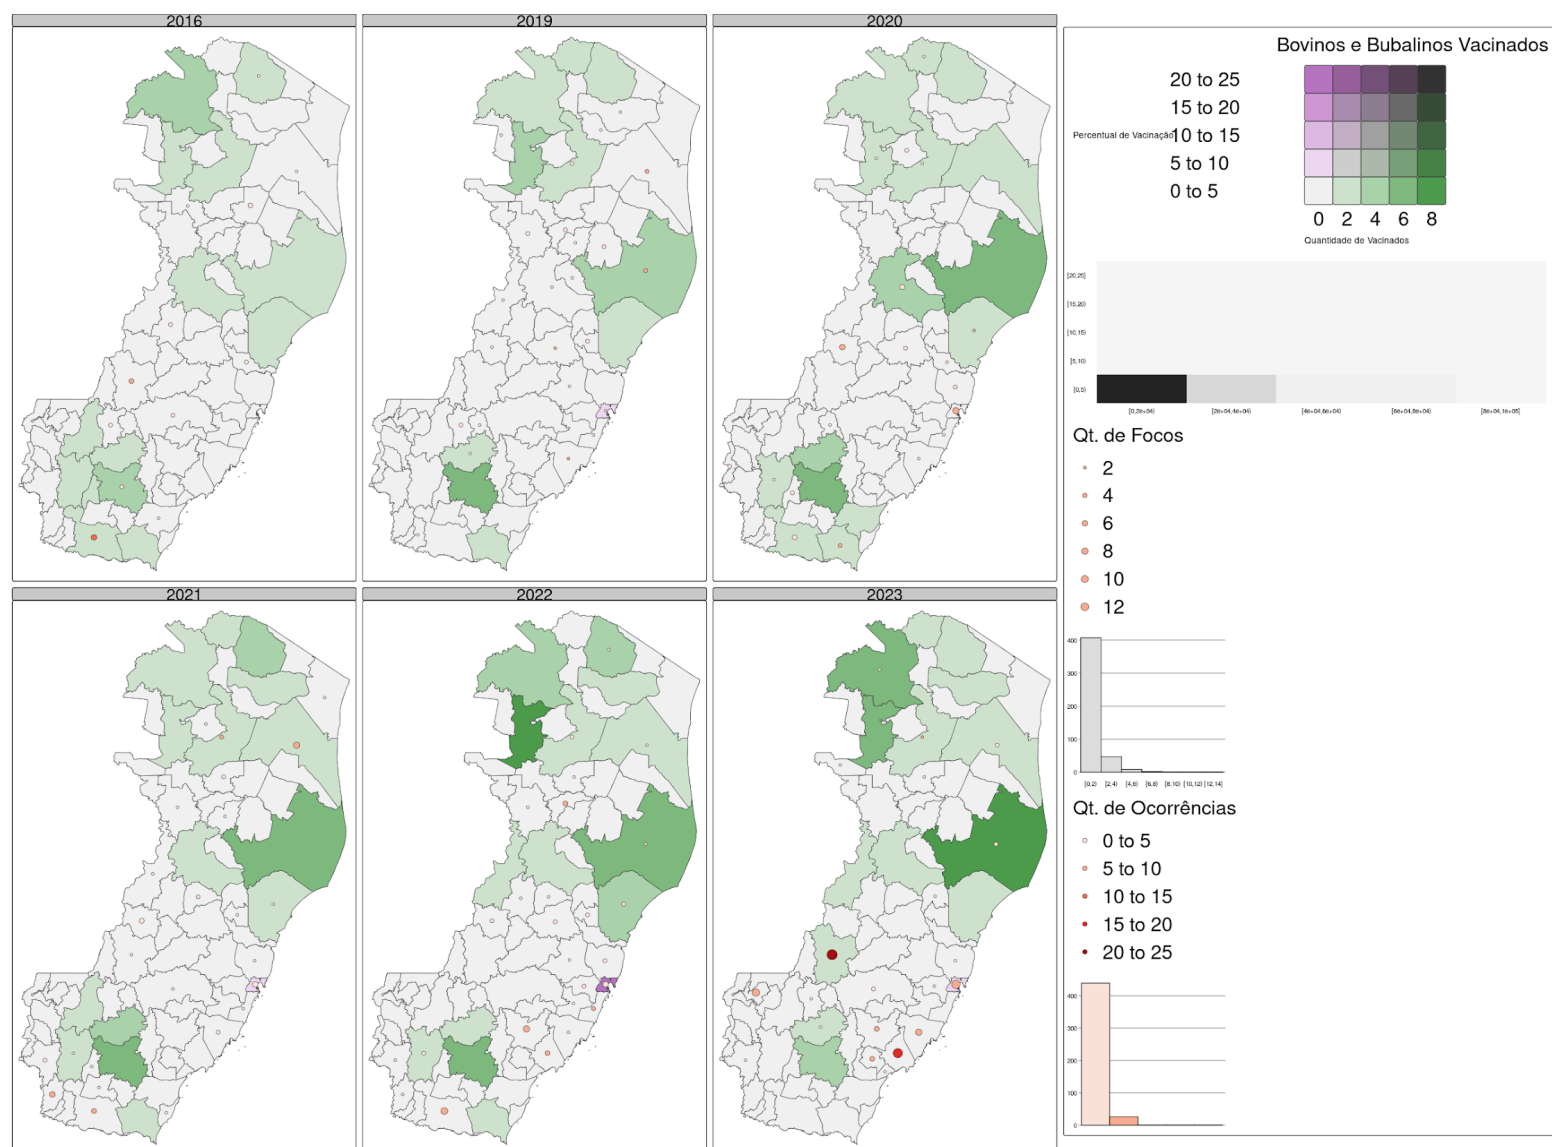 2016
2019
2020
2021
2022
2023
Bovinos e Bubalinos Vacinados
20 to 25
15 to 20
Percentual de Vacinação
10 to 15
5 to 10
0 to 5
0 2 4 6 8
Quantidade de Vacinados
[20,25]
[15,20)
[10,15)
[5,10)
[0,5)
[0,2e+04) [2e+04,4e+04) [4e+04,6e+04) [6e+04,8e+04) [8e+04,1e+05]
Qt. de Focos
2
4
6
8
10
12
400
300
200
100
0
[0,2) [2,4) [4,6) [6,8) [8,10) [10,12) [12,14]
Qt. de Ocorrências
0 to 5
5 to 10
10 to 15
15 to 20
20 to 25
400
300
200
100
0